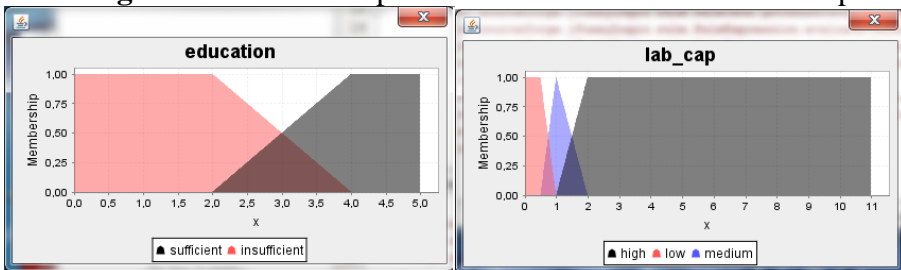 education
1,00
0,75
0,50
0,25
0,00
Membership
0,0 0,5 1,0 1,5 2,0 2,5 3,0 3,5 4,0 4,5 5,0
x
sufficient insufficient
lab_cap
1,00
0,75
0,50
0,25
0,00
Membership
0 1 2 3 4 5 6 7 8 9 10 11
x
high low medium